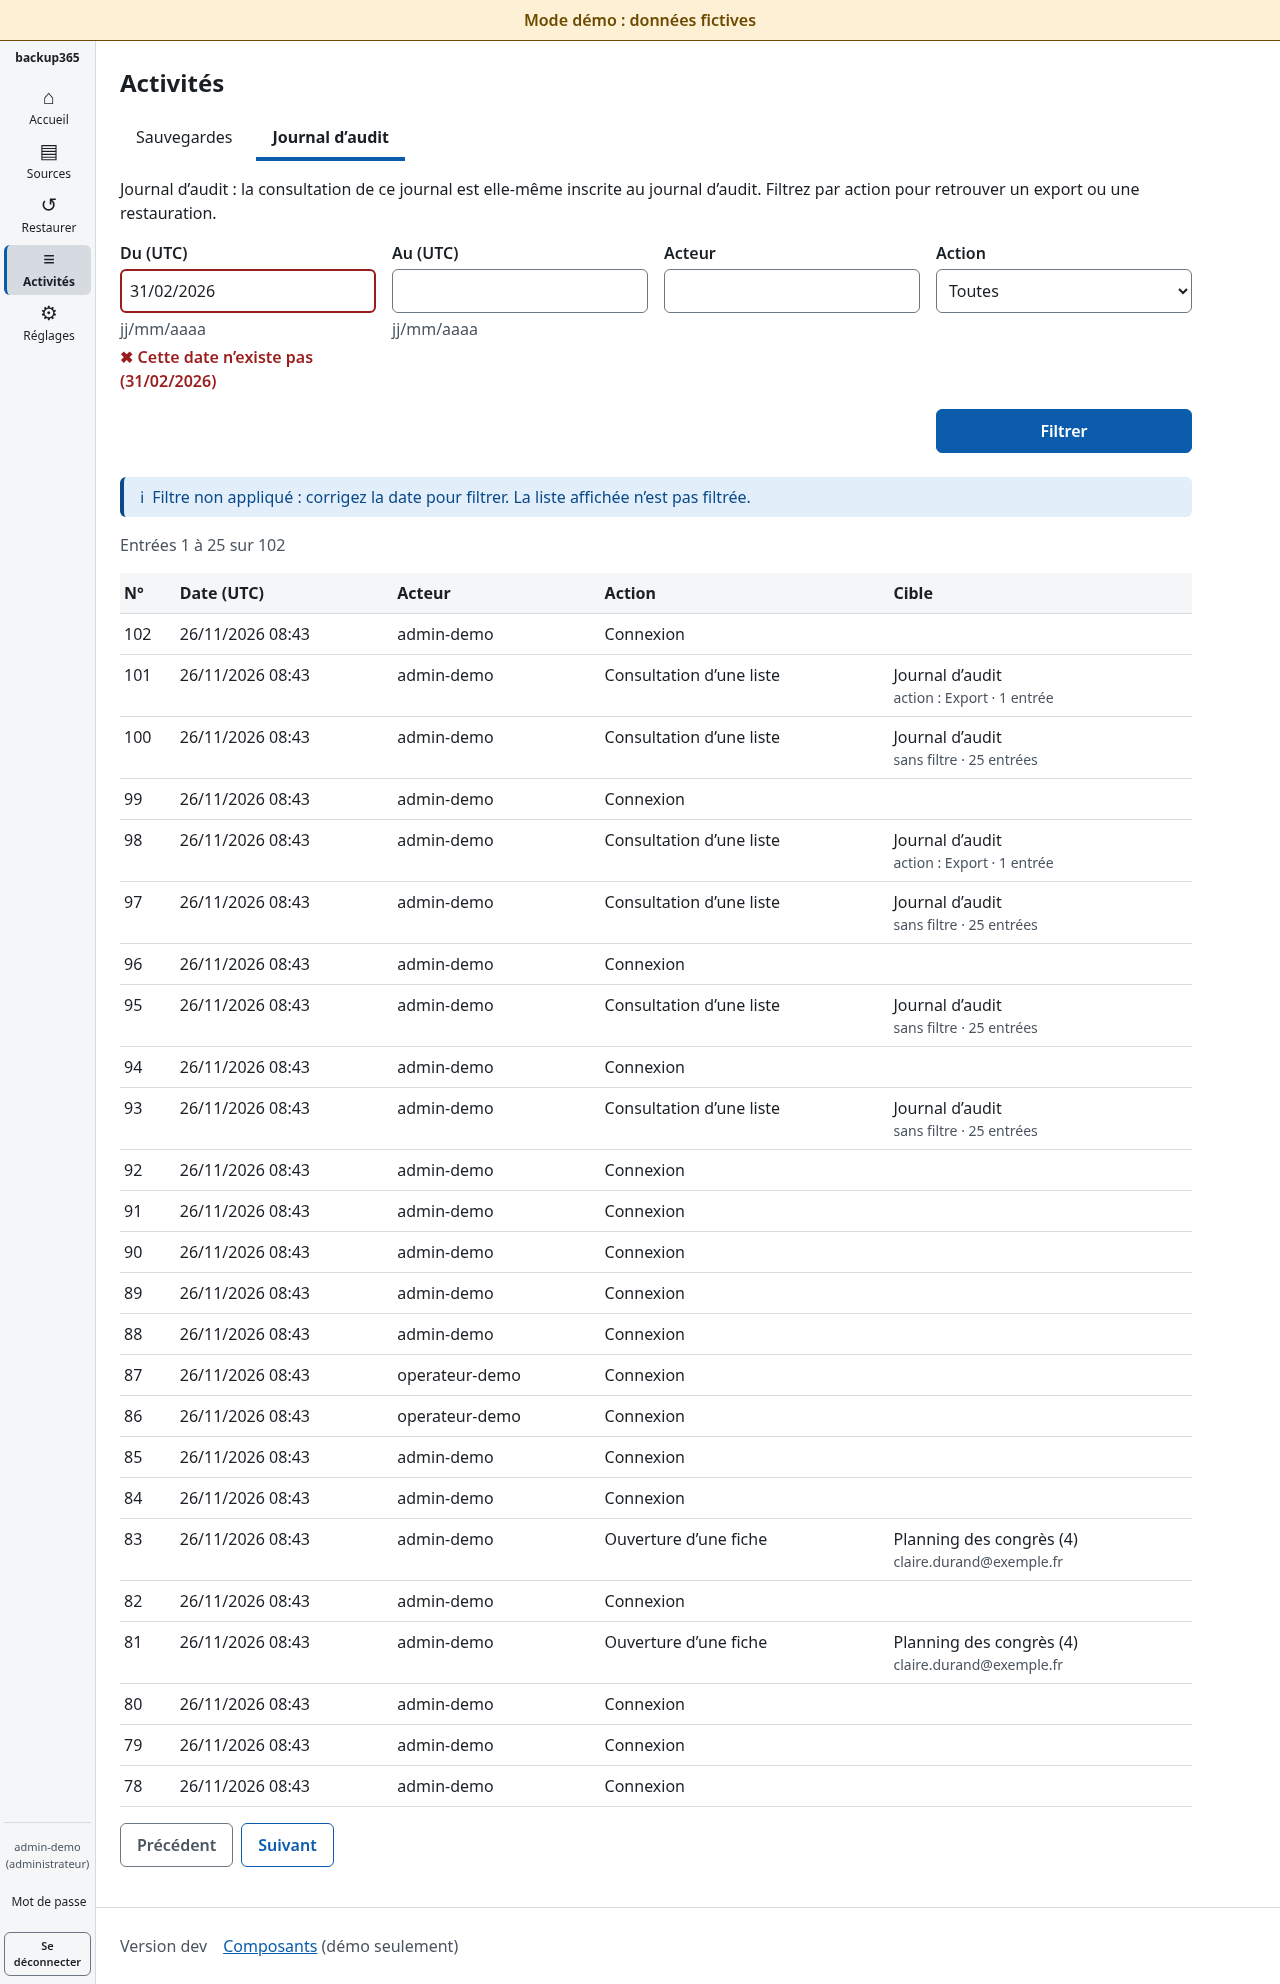 Mode démo : données fictives
backup365
Accueil
Sources
Restaurer
Activités
Réglages
admin-demo
(administrateur)
Mot de passe
Se
déconnecter
Activités
Sauvegardes Journal d’audit
Journal d’audit : la consultation de ce journal est elle-même inscrite au journal d’audit. Filtrez par action pour retrouver un export ou une
restauration.
Du (UTC) Au (UTC) Acteur Action
31/02/2026 Toutes
jj/mm/aaaa jj/mm/aaaa
✖ Cette date n’existe pas
(31/02/2026)
Filtrer
i Filtre non appliqué : corrigez la date pour filtrer. La liste affichée n’est pas filtrée.
Entrées 1 à 25 sur 102
N° Date (UTC) Acteur Action Cible
102 26/11/2026 08:43 admin-demo Connexion
101 26/11/2026 08:43 admin-demo Consultation d’une liste Journal d’audit
action : Export · 1 entrée
100 26/11/2026 08:43 admin-demo Consultation d’une liste Journal d’audit
sans filtre · 25 entrées
99 26/11/2026 08:43 admin-demo Connexion
98 26/11/2026 08:43 admin-demo Consultation d’une liste Journal d’audit
action : Export · 1 entrée
97 26/11/2026 08:43 admin-demo Consultation d’une liste Journal d’audit
sans filtre · 25 entrées
96 26/11/2026 08:43 admin-demo Connexion
95 26/11/2026 08:43 admin-demo Consultation d’une liste Journal d’audit
sans filtre · 25 entrées
94 26/11/2026 08:43 admin-demo Connexion
93 26/11/2026 08:43 admin-demo Consultation d’une liste Journal d’audit
sans filtre · 25 entrées
92 26/11/2026 08:43 admin-demo Connexion
91 26/11/2026 08:43 admin-demo Connexion
90 26/11/2026 08:43 admin-demo Connexion
89 26/11/2026 08:43 admin-demo Connexion
88 26/11/2026 08:43 admin-demo Connexion
87 26/11/2026 08:43 operateur-demo Connexion
86 26/11/2026 08:43 operateur-demo Connexion
85 26/11/2026 08:43 admin-demo Connexion
84 26/11/2026 08:43 admin-demo Connexion
83 26/11/2026 08:43 admin-demo Ouverture d’une fiche Planning des congrès (4)
claire.durand@exemple.fr
82 26/11/2026 08:43 admin-demo Connexion
81 26/11/2026 08:43 admin-demo Ouverture d’une fiche Planning des congrès (4)
claire.durand@exemple.fr
80 26/11/2026 08:43 admin-demo Connexion
79 26/11/2026 08:43 admin-demo Connexion
78 26/11/2026 08:43 admin-demo Connexion
Précédent Suivant
Version dev Composants (démo seulement)